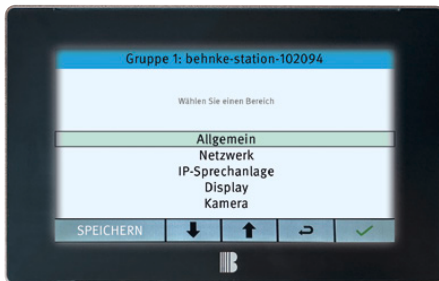 Gruppe 1: behnke-station-102094
Wählen Sie einen Bereich
Allgemein
Netzwerk
IP-Sprechanlage
Display
Kamera
SPEICHERN